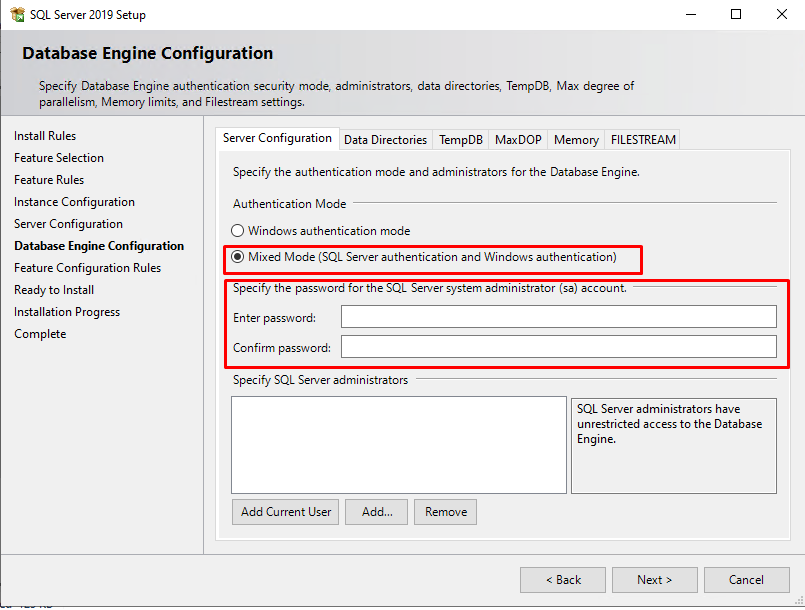 SQL Server 2019 Setup
Database Engine Configuration
Specify Database Engine authentication security mode, administrators, data directories, TempDB, Max degree of
parallelism, Memory limits, and Filestream settings.
Install Rules
Feature Selection
Feature Rules
Instance Configuration
Server Configuration
Database Engine Configuration
Feature Configuration Rules
Ready to Install
Installation Progress
Complete
Server Configuration Data Directories TempDB MaxDOP Memory FILESTREAM
Specify the authentication mode and administrators for the Database Engine.
Authentication Mode
Windows authentication mode
Mixed Mode (SQL Server authentication and Windows authentication)
Specify the password for the SQL Server system administrator (sa) account.
Enter password:
Confirm password:
Specify SQL Server administrators
SQL Server administrators have
unrestricted access to the Database
Engine.
Add Current User Add... Remove
< Back Next > Cancel